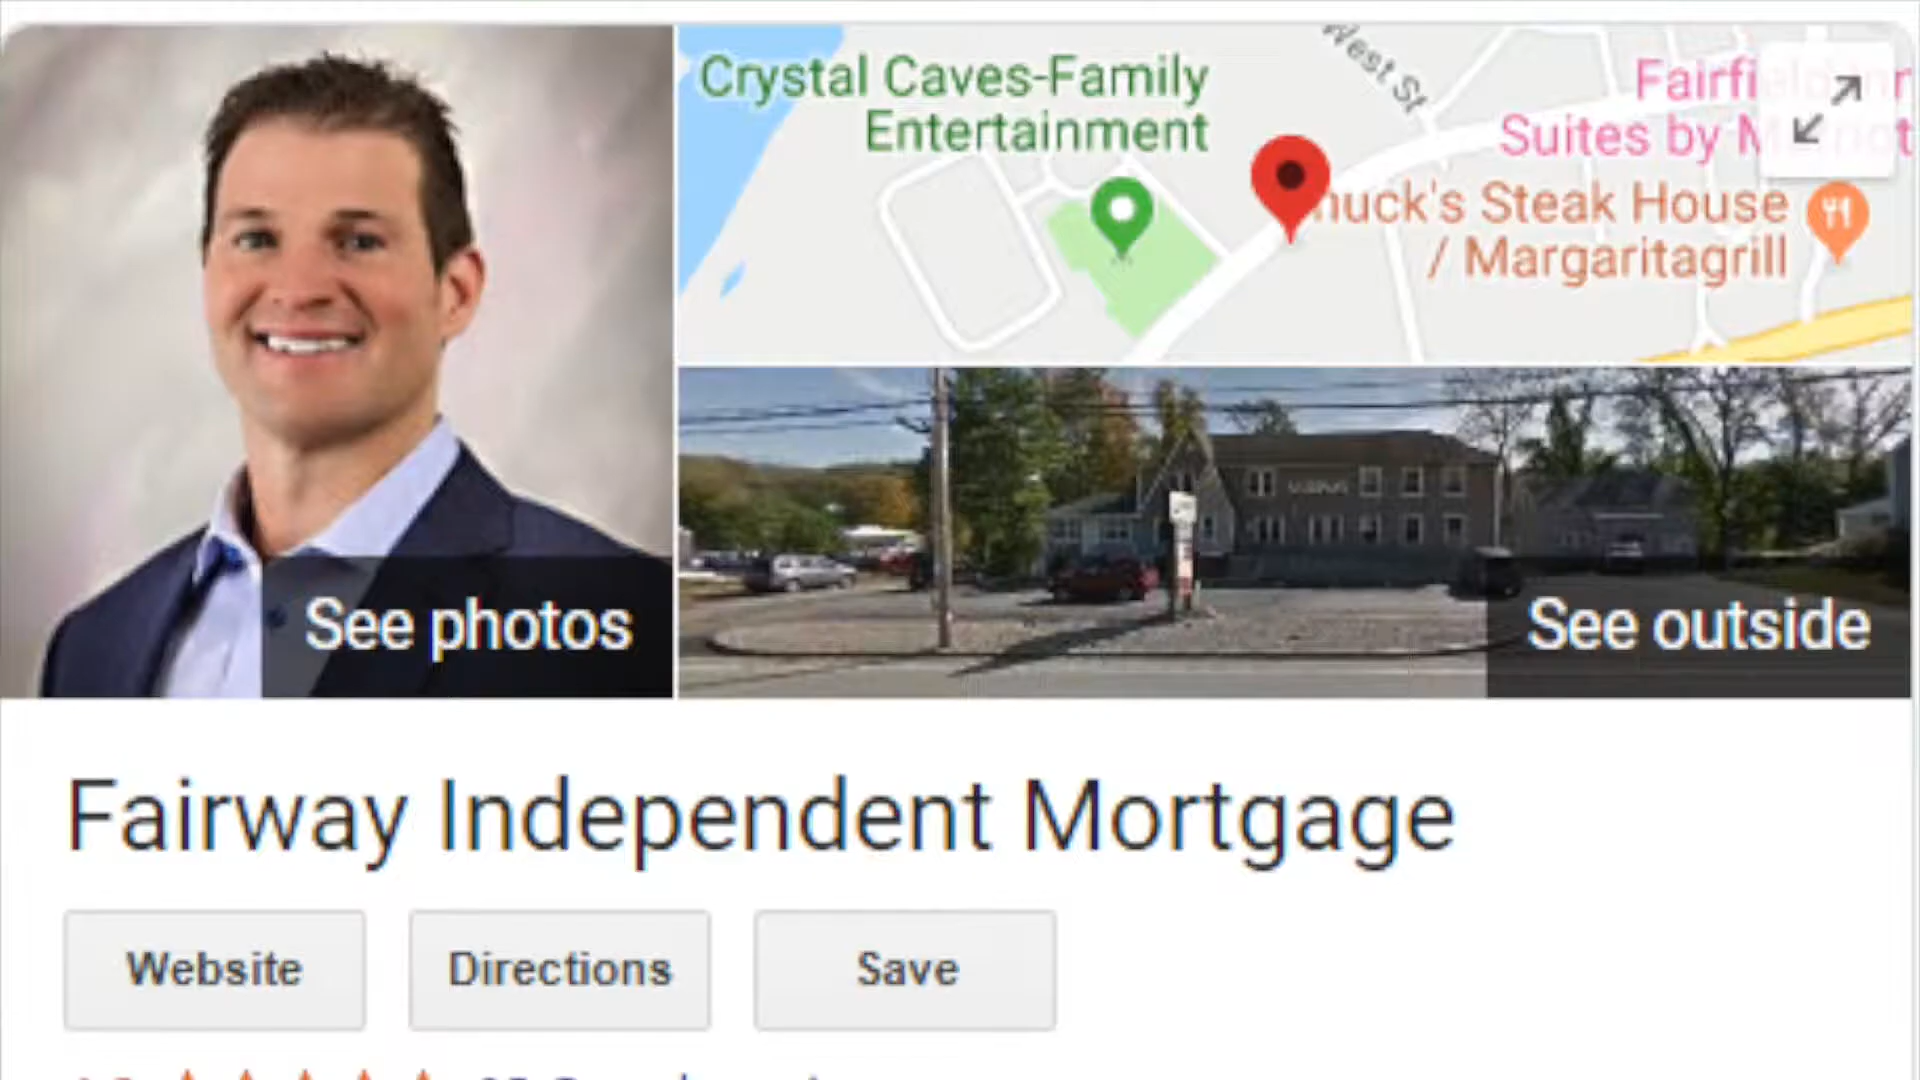 Crystal Caves-Family
Entertainment
West St
Suites by
Steak House
/ Margaritagrill
See photos
See outside
Fairway Independent Mortgage
Website
Directions
Save